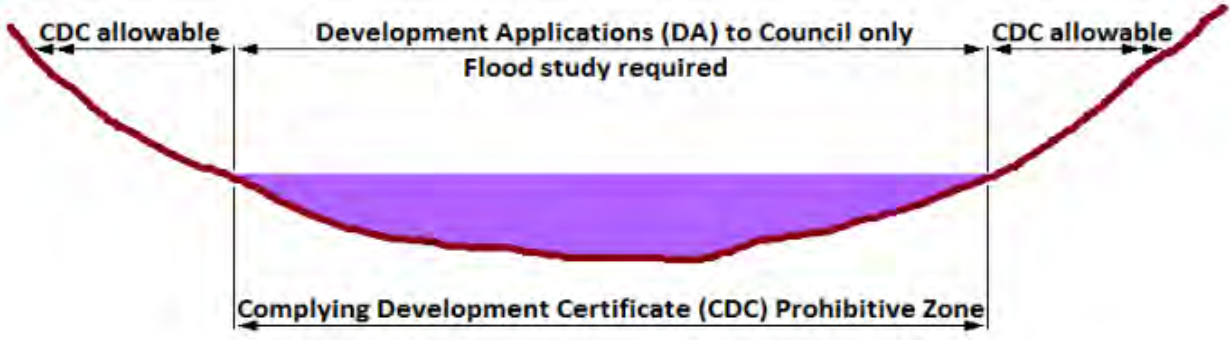 CDC allowable
Development Applications (DA) to Council only
CDC allowable
Flood study required
Complying Development Certificate (CDC) Prohibitive Zone